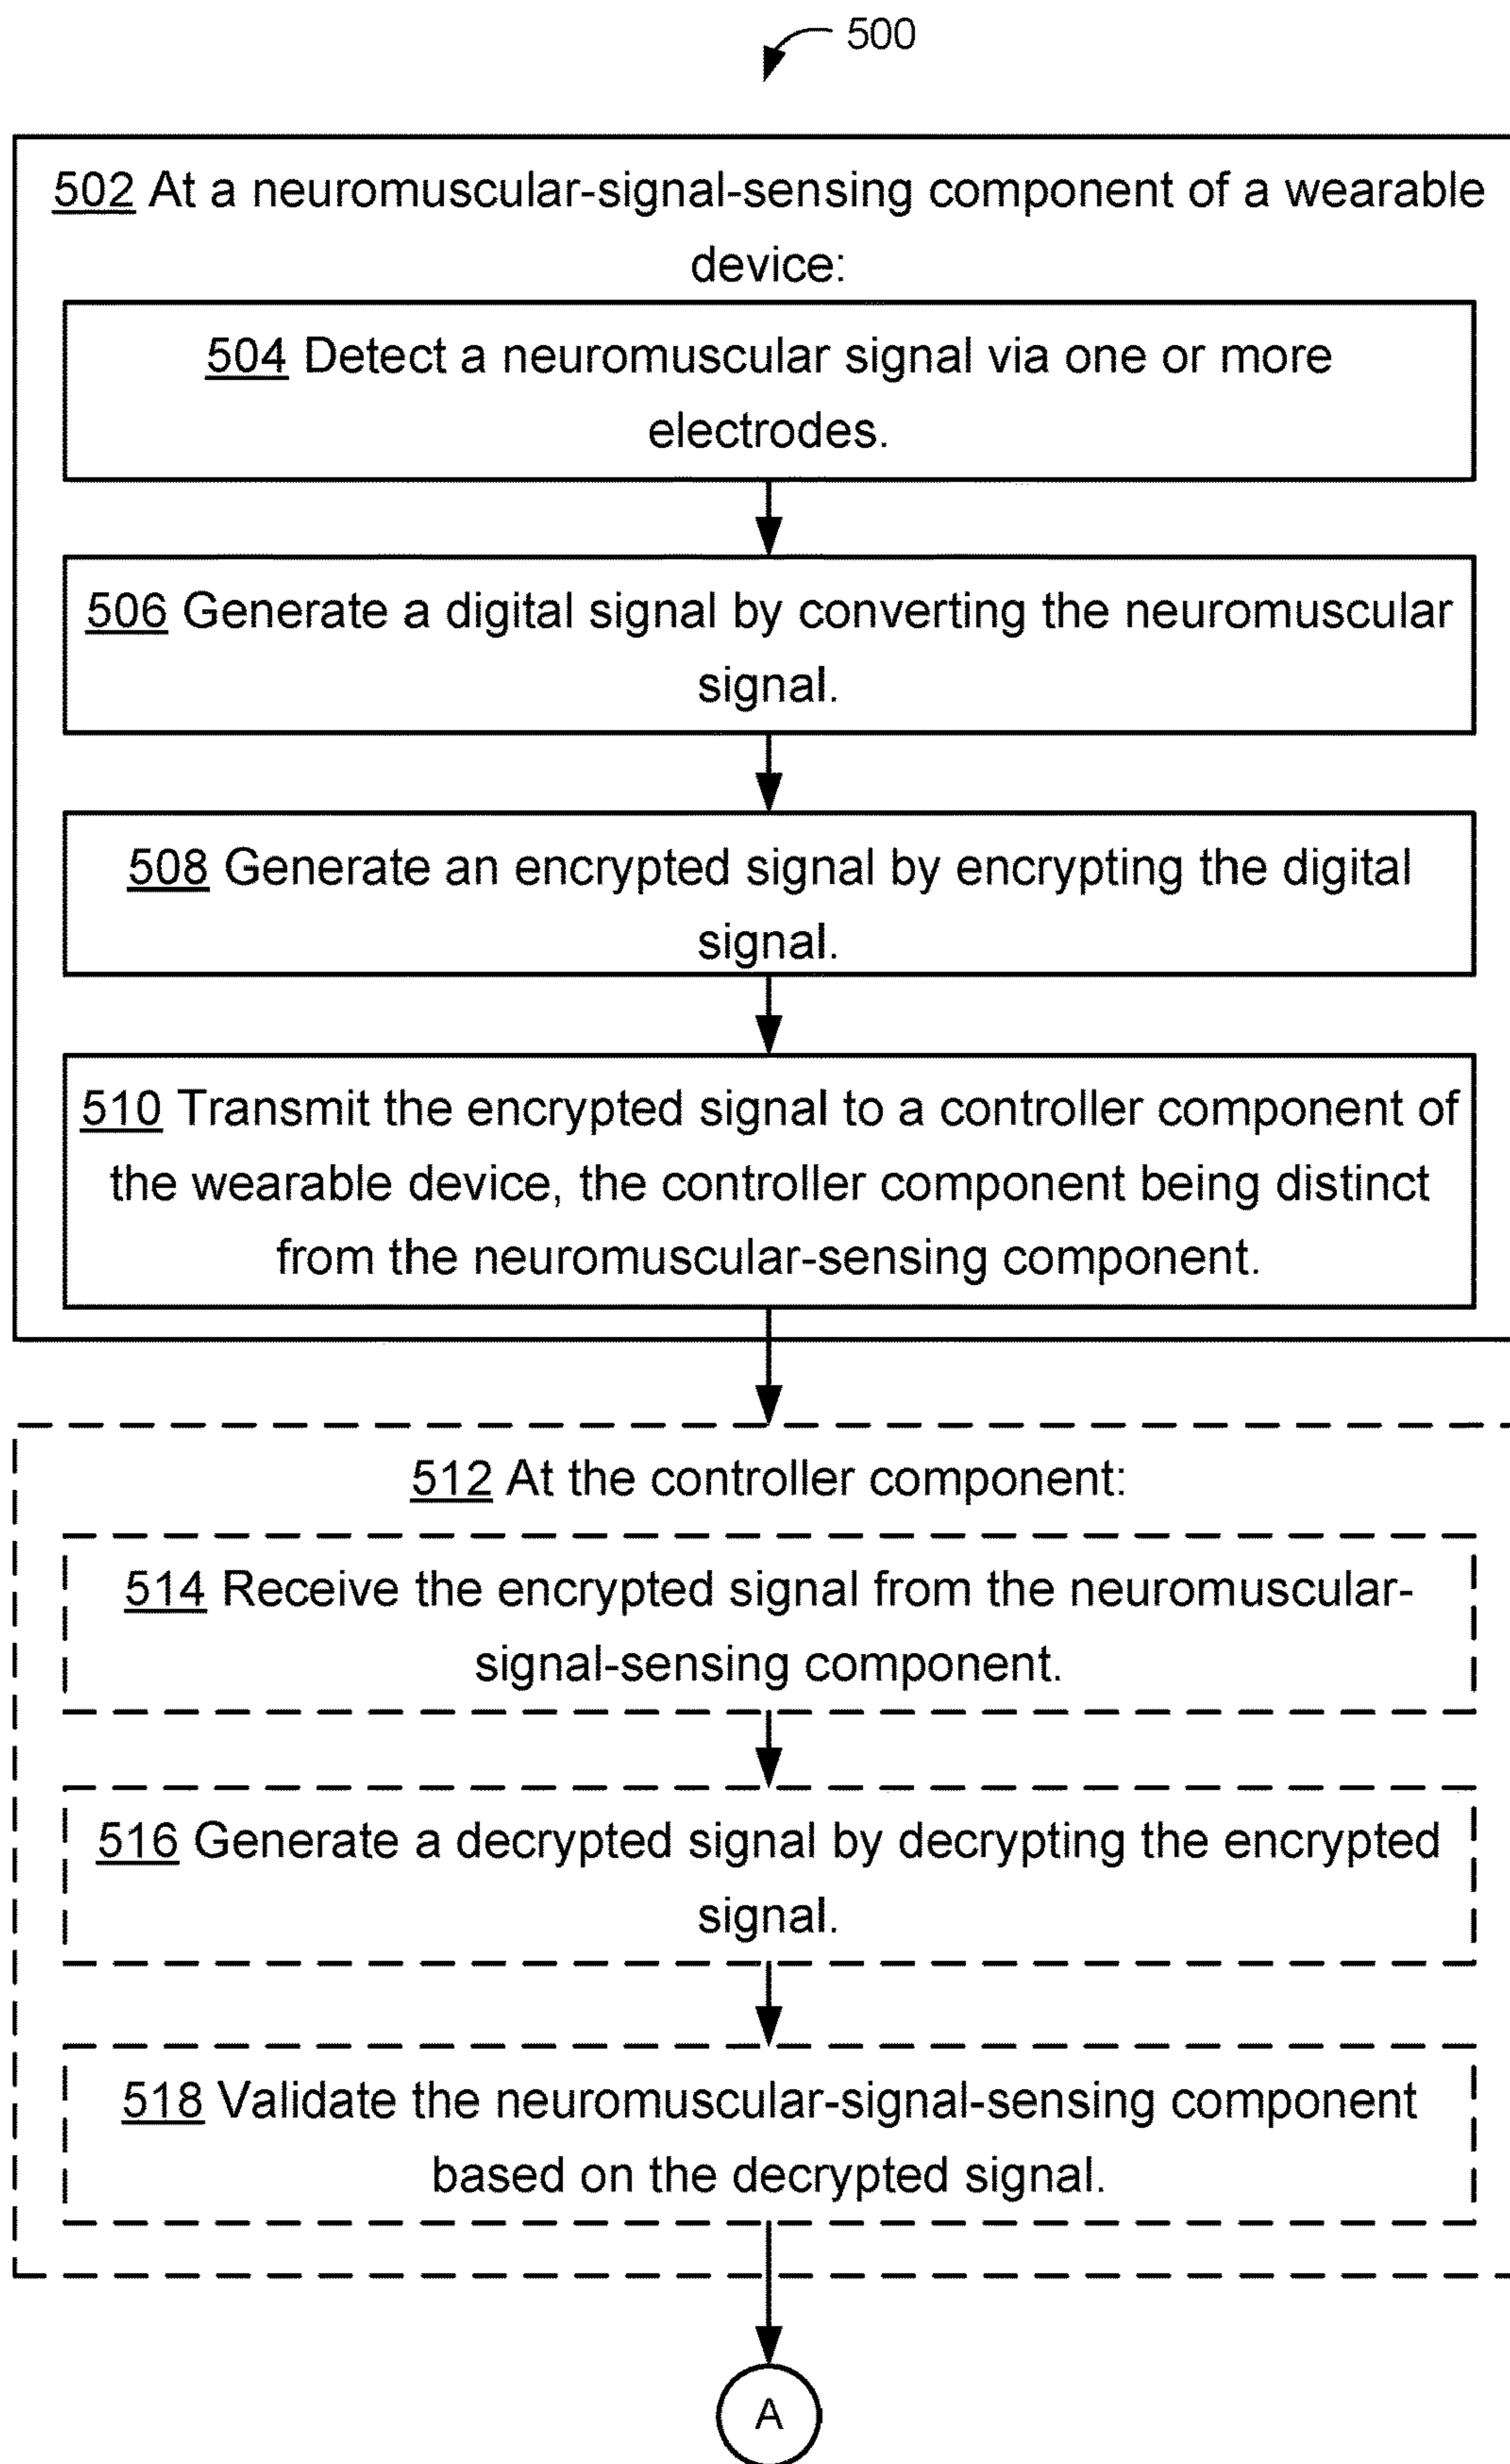 500
502 At a neuromuscular-signal-sensing component of a wearable
device:
504 Detect a neuromuscular signal via one or more
electrodes.
506 Generate a digital signal by converting the neuromuscular
signal.
508 Generate an encrypted signal by encrypting the digital
signal.
510 Transmit the encrypted signal to a controller component of
the wearable device, the controller component being distinct
from the neuromuscular-sensing component.
512 At the controller component:
514 Receive the encrypted signal from the neuromuscular-
signal-sensing component.
516 Generate a decrypted signal by decrypting the encrypted
signal.
518 Validate the neuromuscular-signal-sensing component
based on the decrypted signal.
A